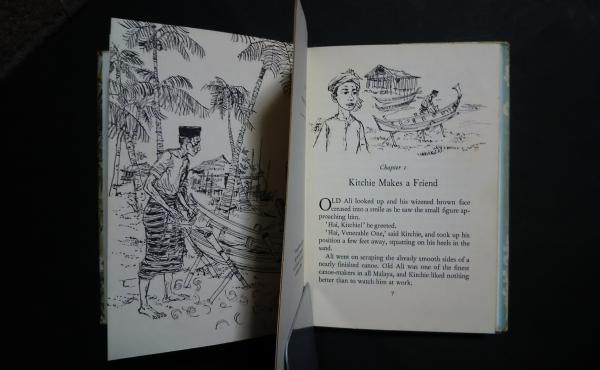 Chapter 1
Kitchie Makes a Friend
OLD Ali looked up and his wizened brown face
creased into a smile as he saw the small figure ap-
proaching him.
'Hai, Kitchie!' he greeted.
'Hai, Venerable One,' said Kitchie, and took up his
position a few feet away, squatting on his heels in the
sand.
Ali went on scraping the already smooth sides of a
nearly finished canoe. Old Ali was one of the finest
canoe-makers in all Malaya, and Kitchie liked nothing
better than to watch him at work.
7